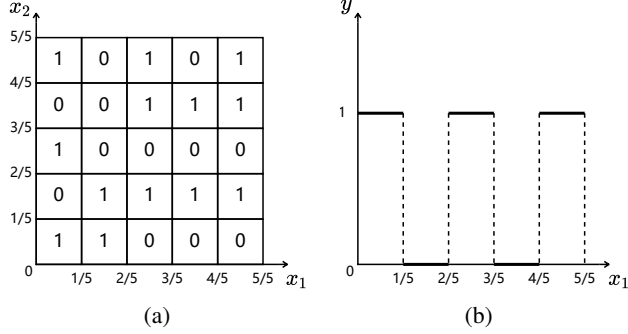 x₂ y
5/5 1 0 1 0 1
4/5 0 0 1 1 1
1
3/5 1 0 0 0 0
2/5 0 1 1 1 1
1/5 1 1 0 0 0
0 1/5 2/5 3/5 4/5 5/5 x₁ 0 1/5 2/5 3/5 4/5 5/5 x₁
(a) (b)